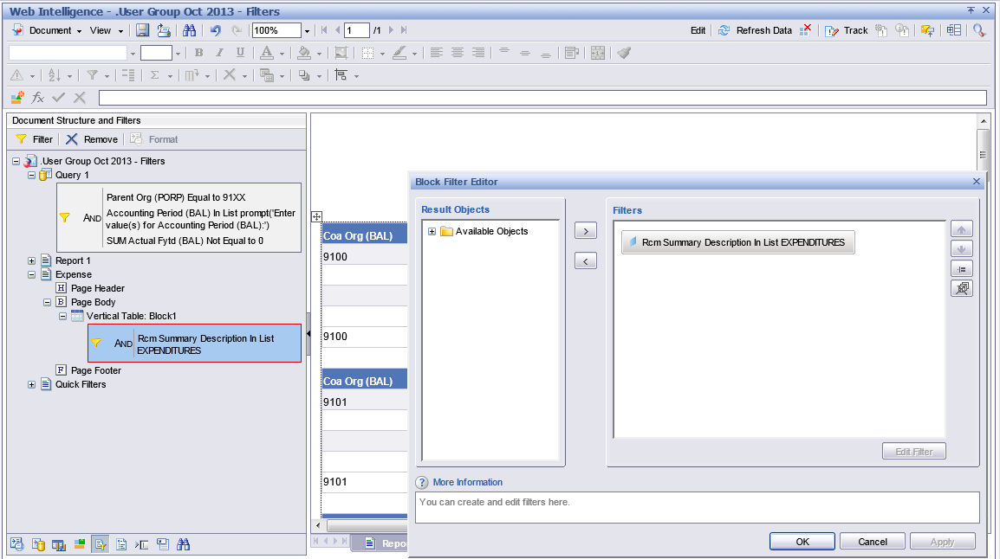 Web Intelligence - .User Group Oct 2013 - Filters
Document View 100% 1 /1 Edit Refresh Data Track
B I U A
Document Structure and Filters
Filter Remove Format
.User Group Oct 2013 - Filters
Query 1
AND
Parent Org (PORP) Equal to 91XX
Accounting Period (BAL) In List prompt('Enter
value(s) for Accounting Period (BAL):')
SUM Actual Fytd (BAL) Not Equal to 0
Report 1
Expense
H Page Header
B Page Body
Vertical Table: Block1
AND
Rcm Summary Description In List
EXPENDITURES
F Page Footer
Quick Filters
Coa Org (BAL)
9100
9100
Coa Org (BAL)
9101
9101
Repo
Block Filter Editor
Result Objects
Available Objects
>
<
Filters
Rcm Summary Description In List EXPENDITURES
Edit Filter
? More Information
You can create and edit filters here.
OK Cancel Apply